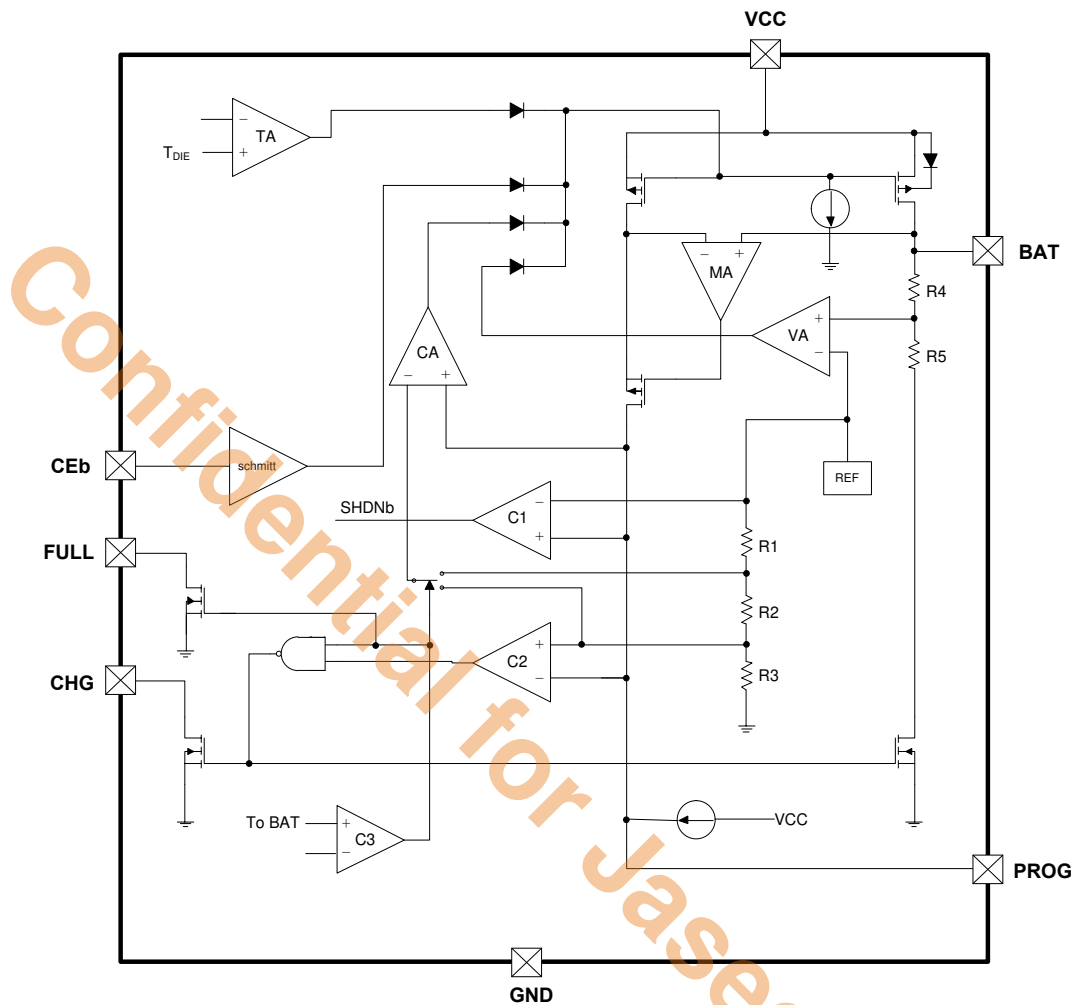 VCC
TA
−
+
TDIE
BAT
− +
MA
R4
VA
+
−
R5
CA
− +
CEb
schmitt
REF
SHDNb
C1
−
+
R1
FULL
R2
C2
+
−
CHG
R3
To BAT
C3
+
−
VCC
PROG
GND
Confidential for Jase